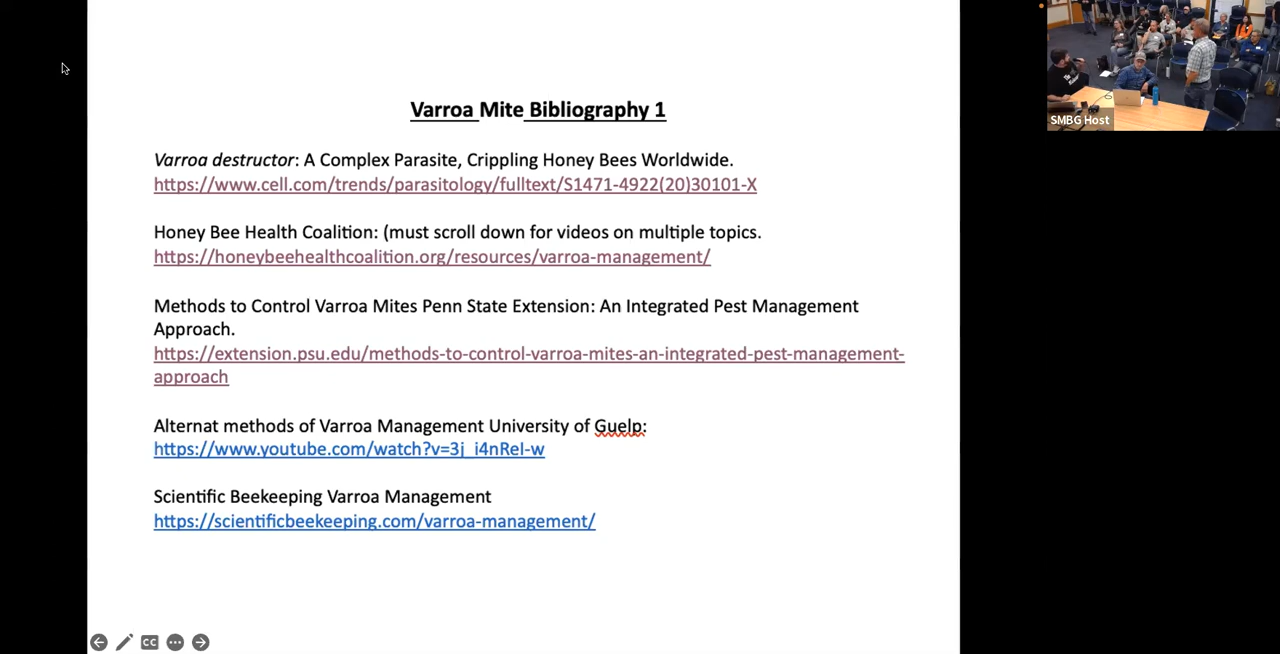 Varroa Mite Bibliography 1
Varroa destructor: A Complex Parasite, Crippling Honey Bees Worldwide.
https://www.cell.com/trends/parasitology/fulltext/S1471-4922(20)30101-X
Honey Bee Health Coalition: (must scroll down for videos on multiple topics.
https://honeybeehealthcoalition.org/resources/varroa-management/
Methods to Control Varroa Mites Penn State Extension: An Integrated Pest Management
Approach.
https://extension.psu.edu/methods-to-control-varroa-mites-an-integrated-pest-management-
approach
Alternat methods of Varroa Management University of Guelp:
https://www.youtube.com/watch?v=3j_i4nReI-w
Scientific Beekeeping Varroa Management
https://scientificbeekeeping.com/varroa-management/
SMBG Host
CC